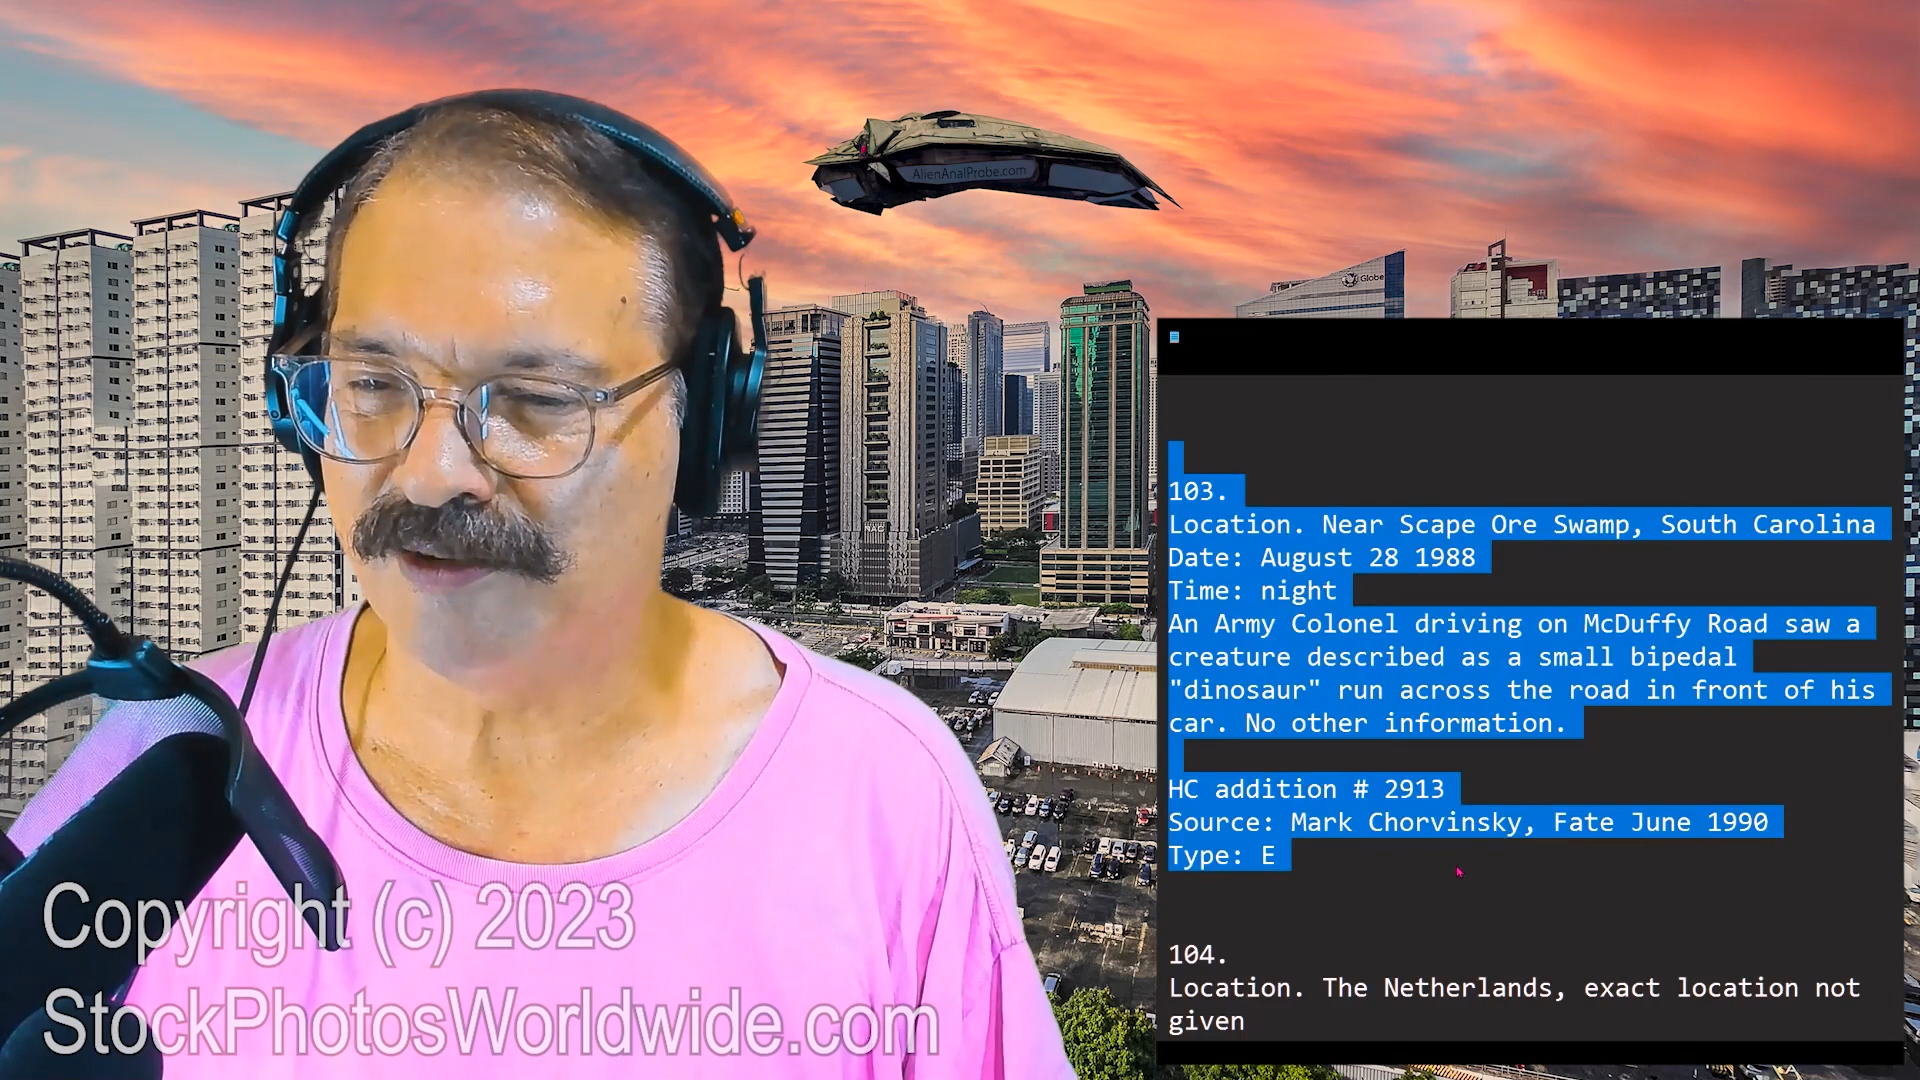 AlienAnalProbe.com
Globe
103.
Location. Near Scape Ore Swamp, South Carolina
Date: August 28 1988
Time: night
An Army Colonel driving on McDuffy Road saw a
creature described as a small bipedal
"dinosaur" run across the road in front of his
car. No other information.
HC addition # 2913
Source: Mark Chorvinsky, Fate June 1990
Type: E
104.
Location. The Netherlands, exact location not
given
Copyright (c) 2023
StockPhotosWorldwide.com